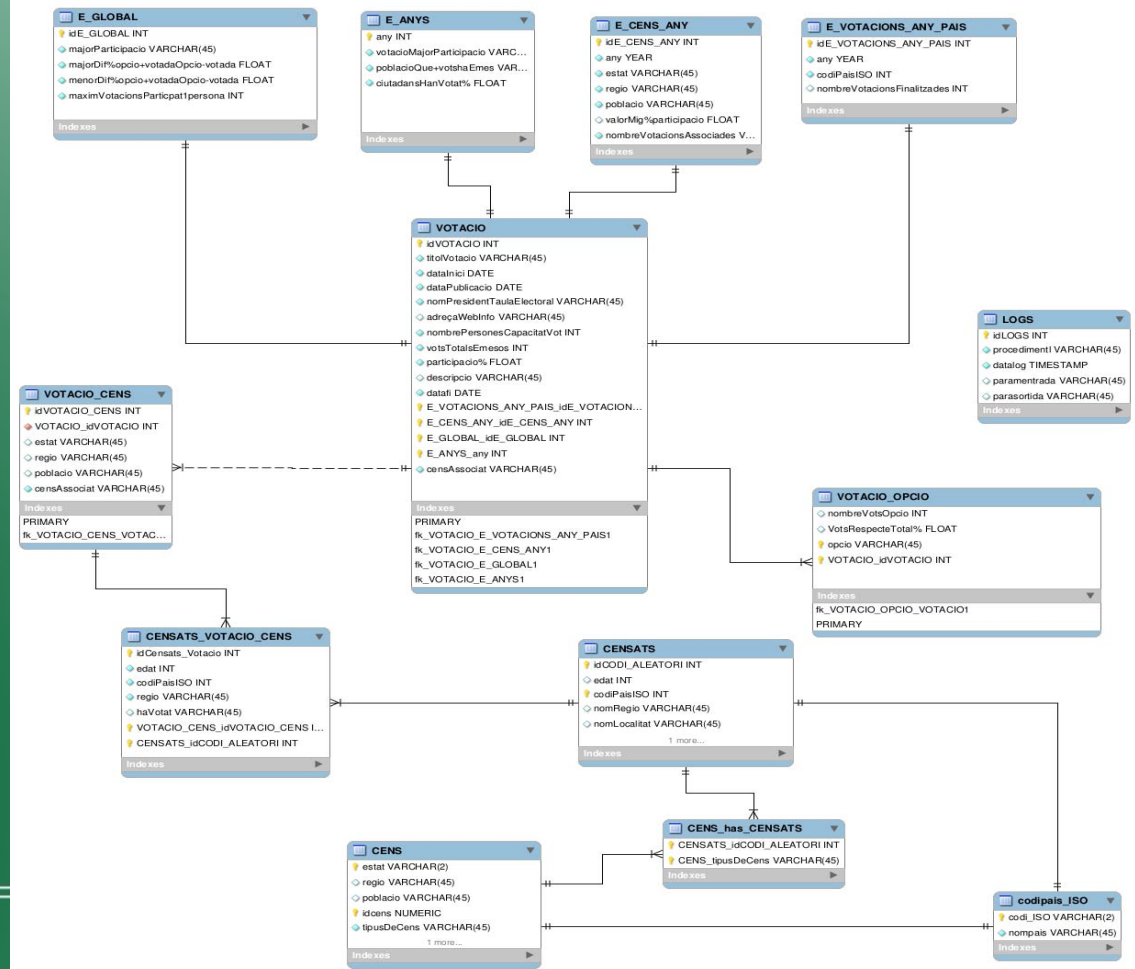 E_GLOBAL
idE_GLOBAL INT
majorParticipacio VARCHAR(45)
majorDif%opcio+votadaOpcio-votada FLOAT
menorDif%opcio+votadaOpcio-votada FLOAT
maximVotacionsParticpat1persona INT
Indexes
E_ANYS
any INT
votacioMajorParticipacio VARC...
poblacioQue+votshaEmes VAR...
ciutadansHanVotat% FLOAT
Indexes
E_CENS_ANY
idE_CENS_ANY INT
any YEAR
estat VARCHAR(45)
regio VARCHAR(45)
poblacio VARCHAR(45)
valorMig%participacio FLOAT
nombreVotacionsAssociades V...
Indexes
E_VOTACIONS_ANY_PAIS
idE_VOTACIONS_ANY_PAIS INT
any YEAR
codiPaisISO INT
nombreVotacionsFinalitzades INT
Indexes
VOTACIO
idVOTACIO INT
titolVotacio VARCHAR(45)
dataInici DATE
dataPublicacio DATE
nomPresidentTaulaElectoral VARCHAR(45)
adreçaWebInfo VARCHAR(45)
nombrePersonesCapacitatVot INT
votsTotalsEmesos INT
participacio% FLOAT
descripcio VARCHAR(45)
datafi DATE
E_VOTACIONS_ANY_PAIS_idE_VOTACION...
E_CENS_ANY_idE_CENS_ANY INT
E_GLOBAL_idE_GLOBAL INT
E_ANYS_any INT
censAssociat VARCHAR(45)
Indexes
PRIMARY
fk_VOTACIO_E_VOTACIONS_ANY_PAIS1
fk_VOTACIO_E_CENS_ANY1
fk_VOTACIO_E_GLOBAL1
fk_VOTACIO_E_ANYS1
LOGS
idLOGS INT
procedimentl VARCHAR(45)
datalog TIMESTAMP
paramentrada VARCHAR(45)
parasortida VARCHAR(45)
Indexes
VOTACIO_CENS
idVOTACIO_CENS INT
VOTACIO_idVOTACIO INT
estat VARCHAR(45)
regio VARCHAR(45)
poblacio VARCHAR(45)
censAssociat VARCHAR(45)
Indexes
PRIMARY
fk_VOTACIO_CENS_VOTAC...
VOTACIO_OPCIO
nombreVotsOpcio INT
VotsRespecteTotal% FLOAT
opcio VARCHAR(45)
VOTACIO_idVOTACIO INT
Indexes
fk_VOTACIO_OPCIO_VOTACIO1
PRIMARY
CENSATS_VOTACIO_CENS
idCensats_Votacio INT
edat INT
codiPaisISO INT
regio VARCHAR(45)
haVotat VARCHAR(45)
VOTACIO_CENS_idVOTACIO_CENS I...
CENSATS_idCODI_ALEATORI INT
Indexes
CENSATS
idCODI_ALEATORI INT
edat INT
codiPaisISO INT
nomRegio VARCHAR(45)
nomLocalitat VARCHAR(45)
1 more...
Indexes
CENS_has_CENSATS
CENSATS_idCODI_ALEATORI INT
CENS_tipusDeCens VARCHAR(45)
Indexes
CENS
estat VARCHAR(2)
regio VARCHAR(45)
poblacio VARCHAR(45)
idcens NUMERIC
tipusDeCens VARCHAR(45)
1 more...
Indexes
codipais_ISO
codi_ISO VARCHAR(2)
nompais VARCHAR(45)
Indexes